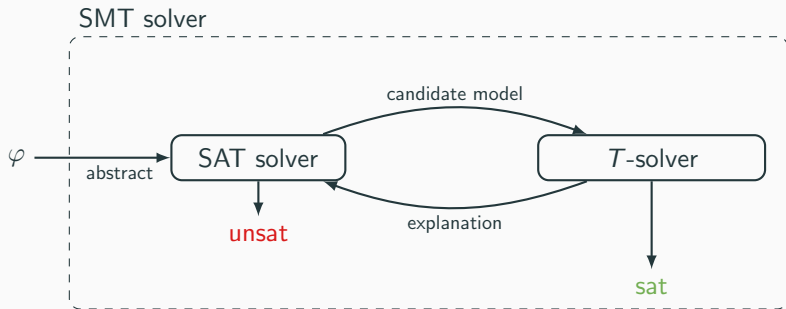 SMT solver
candidate model
φ
abstract
SAT solver
T-solver
explanation
unsat
sat